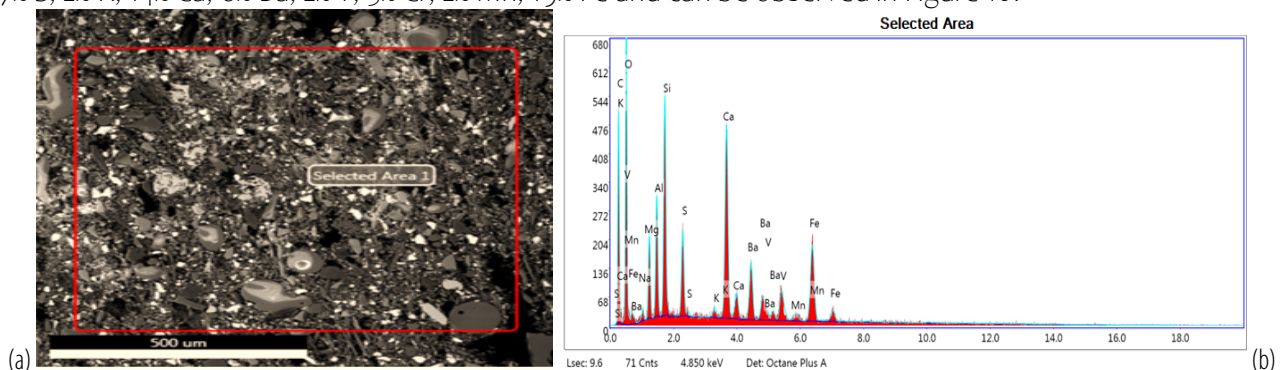 Selected Area
680
612
544
476
408
340
272
204
136
68
0
O
C
K
Si
Ca
V
Al
S
Mg
Mn
Fe
Na
Ca
S
Si
Ba
S
K
K
Ca
Ba
Ba
V
Ba
Ba V
Mn
Fe
Mn
Fe
0.0 2.0 4.0 6.0 8.0 10.0 12.0 14.0 16.0 18.0
Lsec: 9.6 71 Cnts 4.850 keV Det: Octane Plus A
Selected Area 1
500 um
(a)
(b)